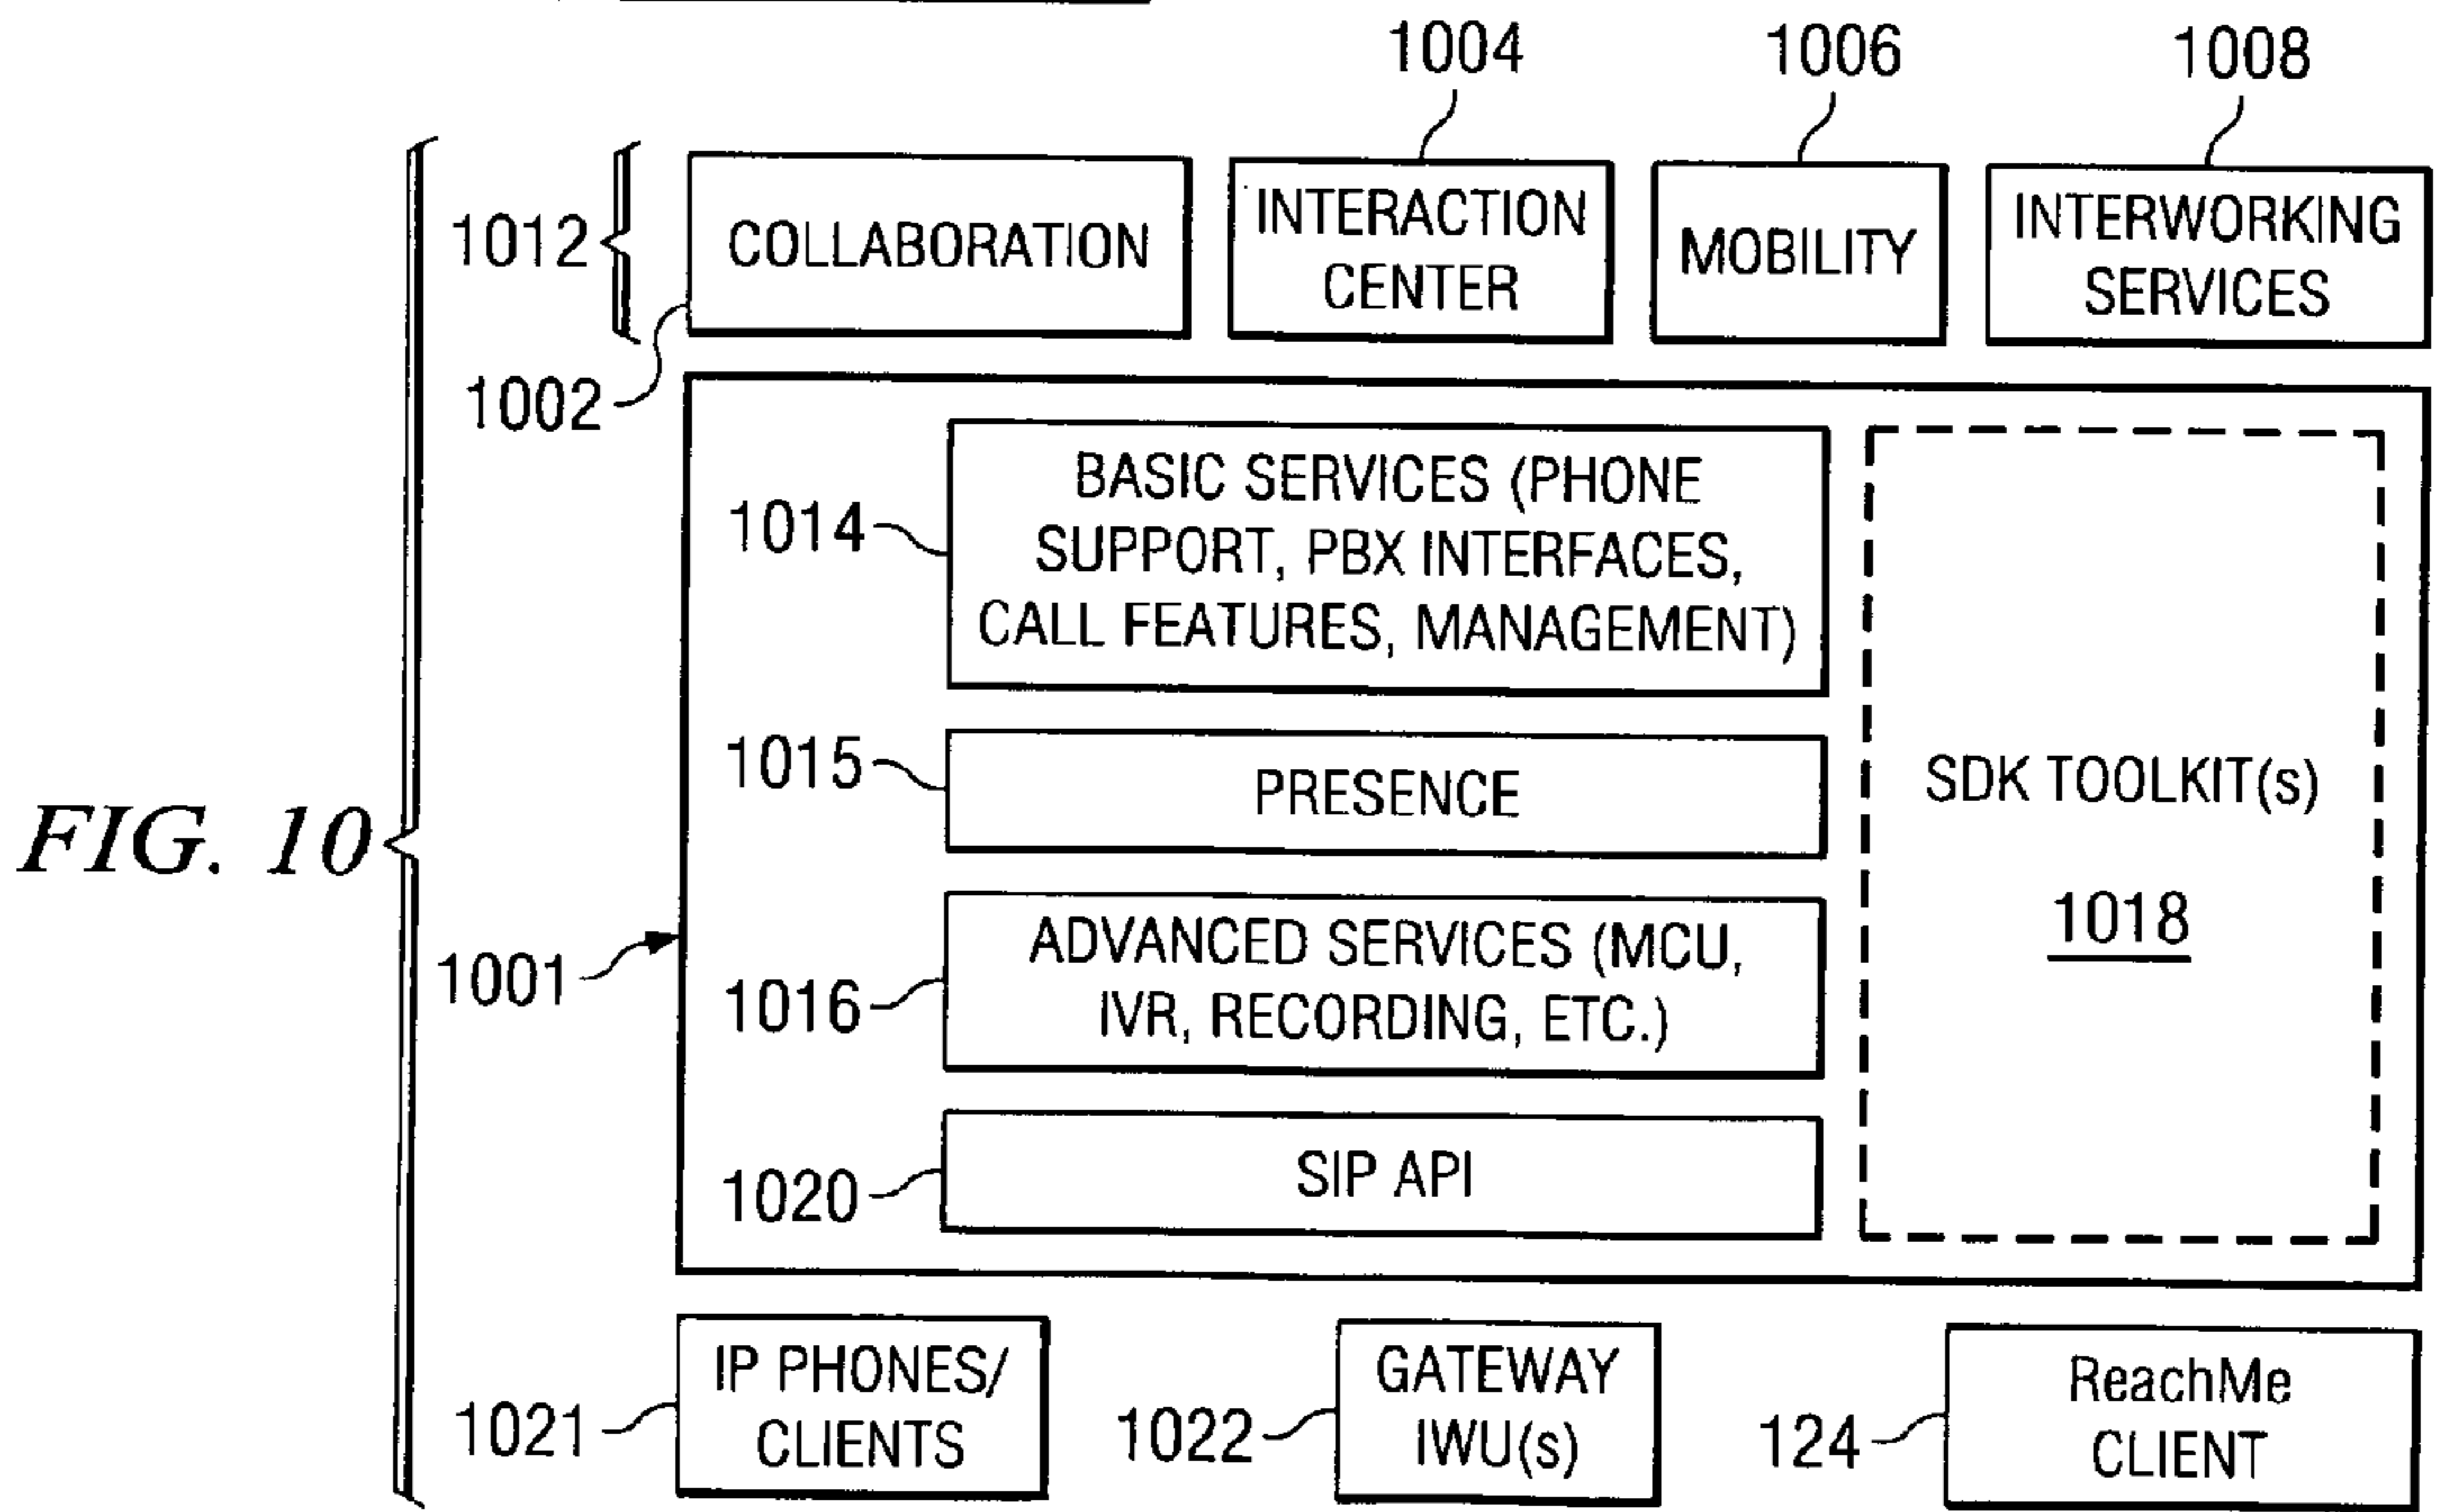 1004 1006 1008
1012
COLLABORATION
INTERACTION
CENTER
MOBILITY
INTERWORKING
SERVICES
1002
1014
BASIC SERVICES (PHONE
SUPPORT, PBX INTERFACES,
CALL FEATURES, MANAGEMENT)
1015
PRESENCE
SDK TOOLKIT(s)
1018
FIG. 10
1001
1016
ADVANCED SERVICES (MCU,
IVR, RECORDING, ETC.)
1020
SIP API
1021
IP PHONES/
CLIENTS
1022
GATEWAY
IWU(s)
124
ReachMe
CLIENT